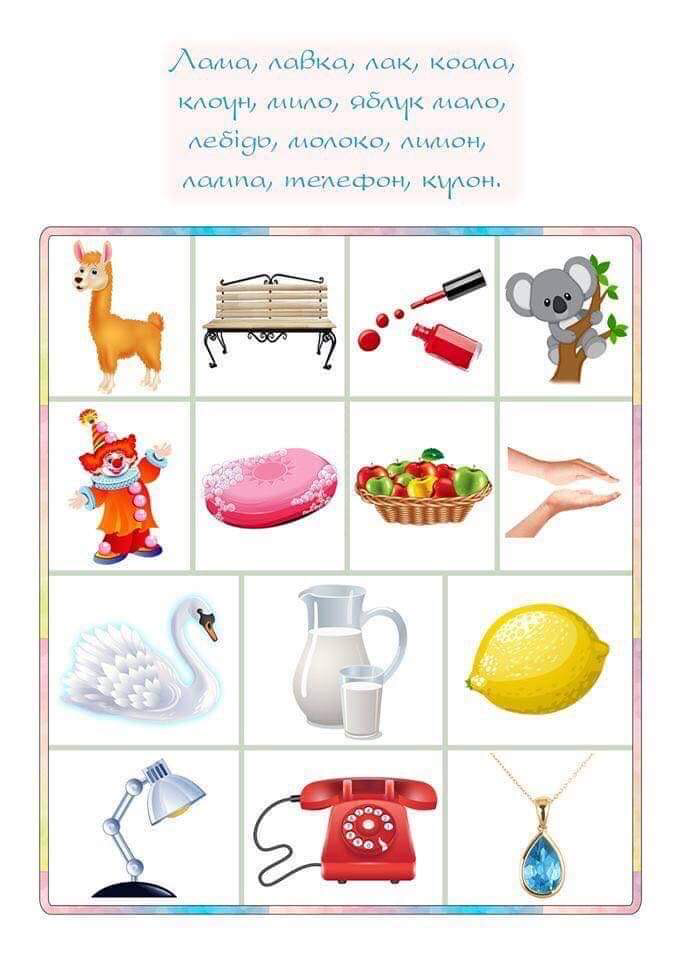 Лама, лавка, лак, коала,
клоун, мило, яблук мало,
лебідь, молоко, лимон,
лампа, телефон, кулон.